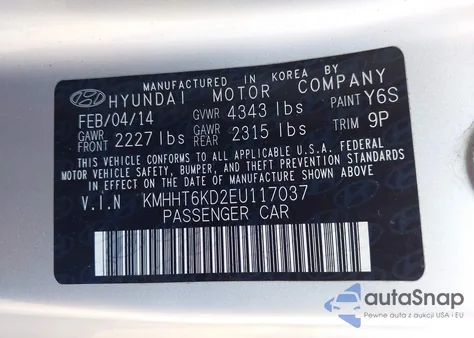 MANUFACTURED IN KOREA BY
HYUNDAI MOTOR COMPANY
FEB/04/14 GVWR 4343 lbs PAINT Y6S
GAWR FRONT 2227 lbs GAWR REAR 2315 lbs TRIM 9P
THIS VEHICLE CONFORMS TO ALL APPLICABLE U.S.A. FEDERAL
MOTOR VEHICLE SAFETY, BUMPER, AND THEFT PREVENTION STANDARDS
IN EFFECT ON THE DATE OF MANUFACTURE SHOWN ABOVE.
V.I.N KMHHT6KD2EU117037
PASSENGER CAR
autaSnap
Pewne auta z aukcji USA i EU